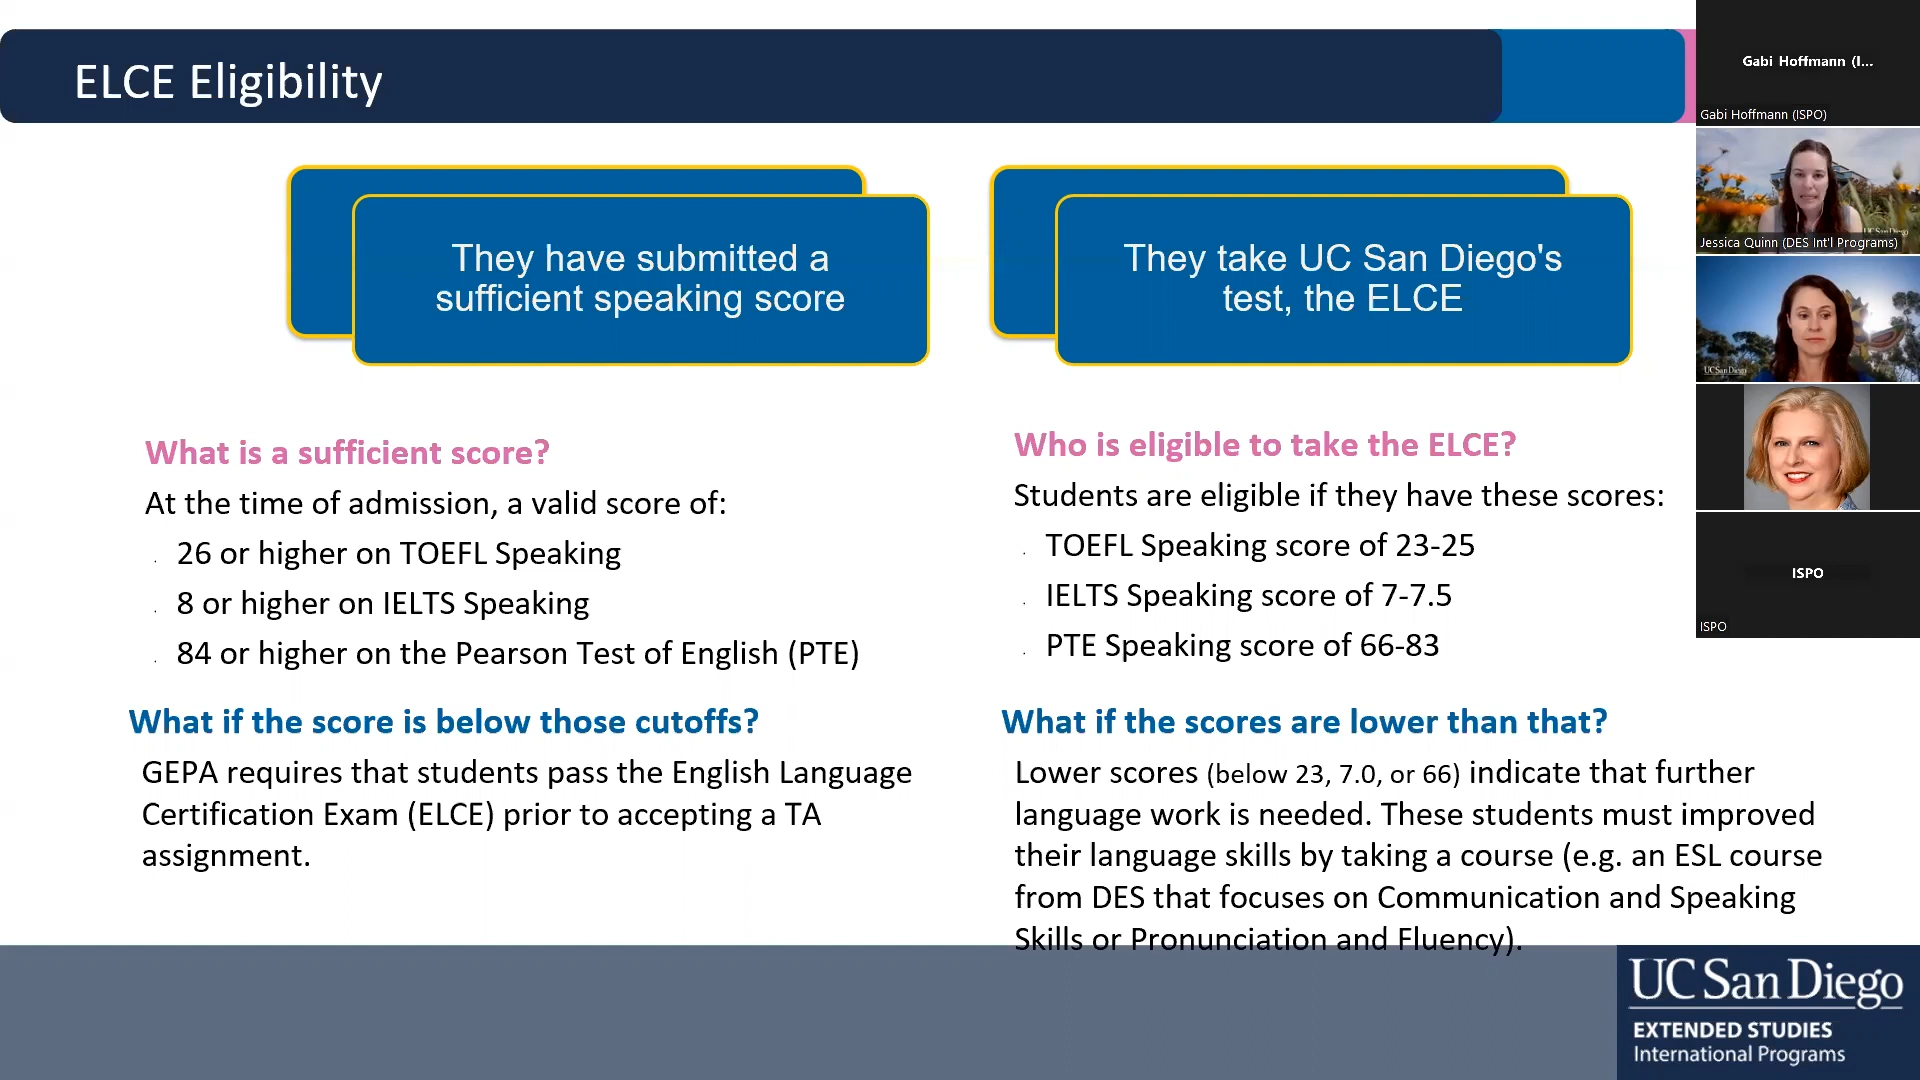 ELCE Eligibility
They have submitted a
sufficient speaking score
They take UC San Diego's
test, the ELCE
What is a sufficient score?
At the time of admission, a valid score of:
26 or higher on TOEFL Speaking
8 or higher on IELTS Speaking
84 or higher on the Pearson Test of English (PTE)
What if the score is below those cutoffs?
GEPA requires that students pass the English Language
Certification Exam (ELCE) prior to accepting a TA
assignment.
Who is eligible to take the ELCE?
Students are eligible if they have these scores:
TOEFL Speaking score of 23-25
IELTS Speaking score of 7-7.5
PTE Speaking score of 66-83
What if the scores are lower than that?
Lower scores (below 23, 7.0, or 66) indicate that further
language work is needed. These students must improved
their language skills by taking a course (e.g. an ESL course
from DES that focuses on Communication and Speaking
Skills or Pronunciation and Fluency).
UC San Diego
EXTENDED STUDIES
International Programs
Gabi Hoffmann (I...
Gabi Hoffmann (ISPO)
UC San Diego
Jessica Quinn (DES Int'l Programs)
UC San Diego
ISPO
ISPO